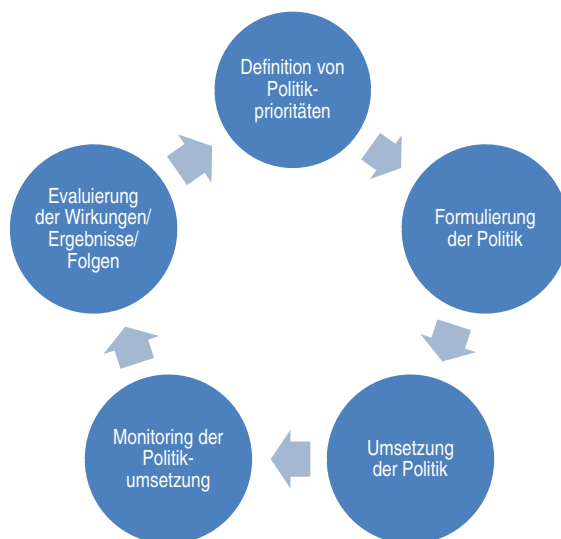 Definition von
Politik-
prioritäten
Formulierung
der Politik
Umsetzung
der Politik
Monitoring der
Politik-
umsetzung
Evaluierung
der Wirkungen/
Ergebnisse/
Folgen